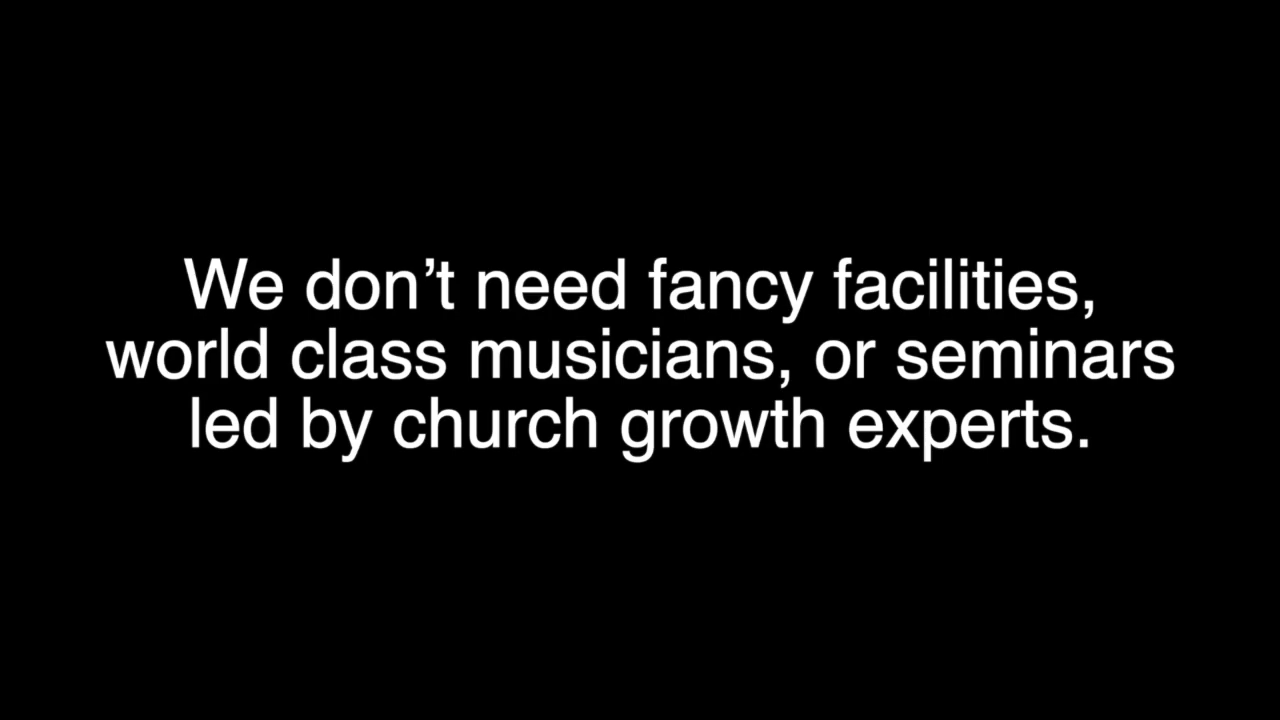 We don’t need fancy facilities,
world class musicians, or seminars
led by church growth experts.